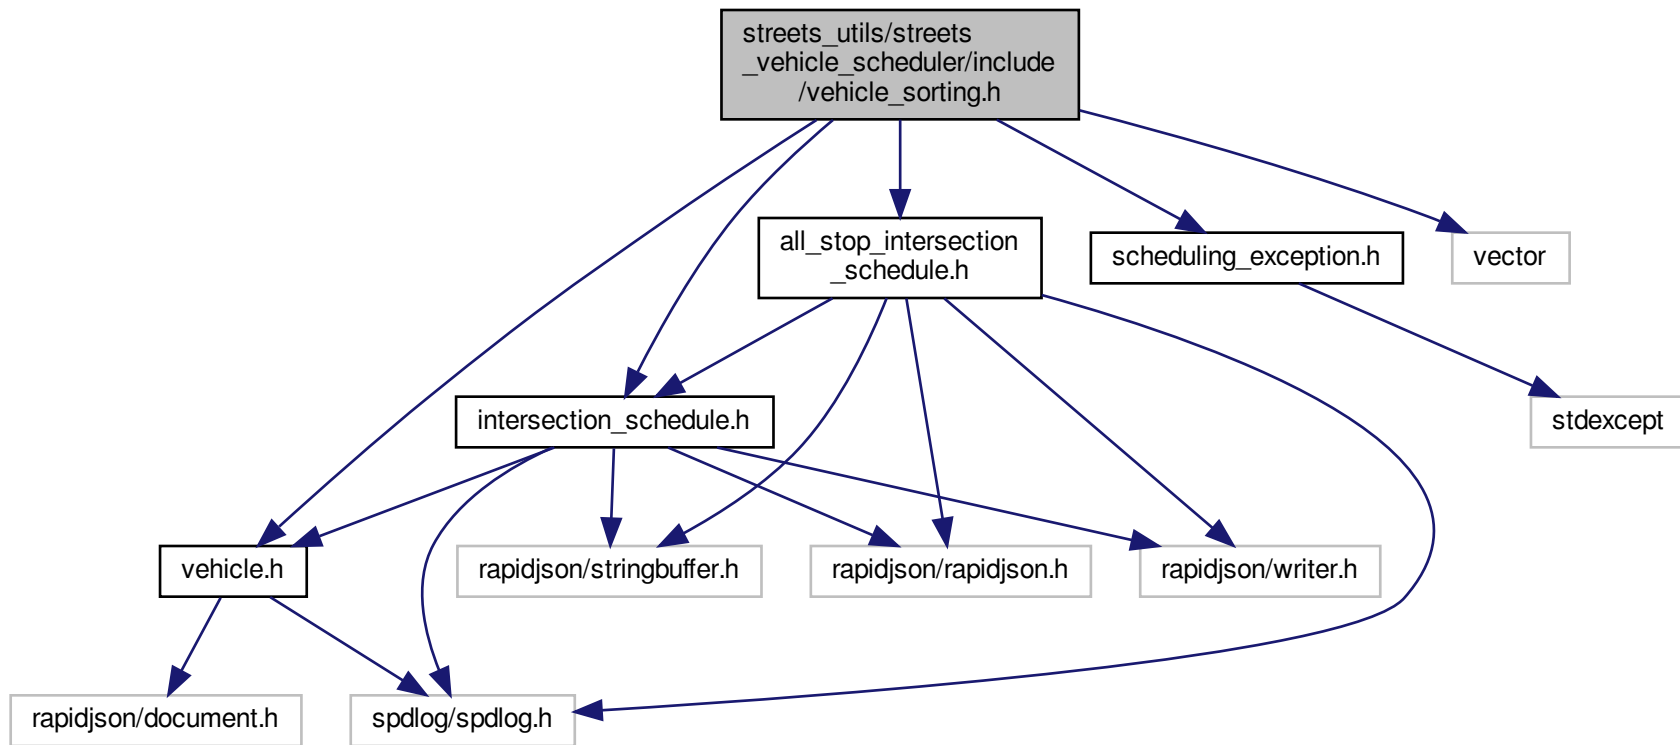 streets_utils/streets
_vehicle_scheduler/include
/vehicle_sorting.h
all_stop_intersection
_schedule.h
scheduling_exception.h
vector
intersection_schedule.h
stdexcept
vehicle.h
rapidjson/stringbuffer.h
rapidjson/rapidjson.h
rapidjson/writer.h
rapidjson/document.h
spdlog/spdlog.h